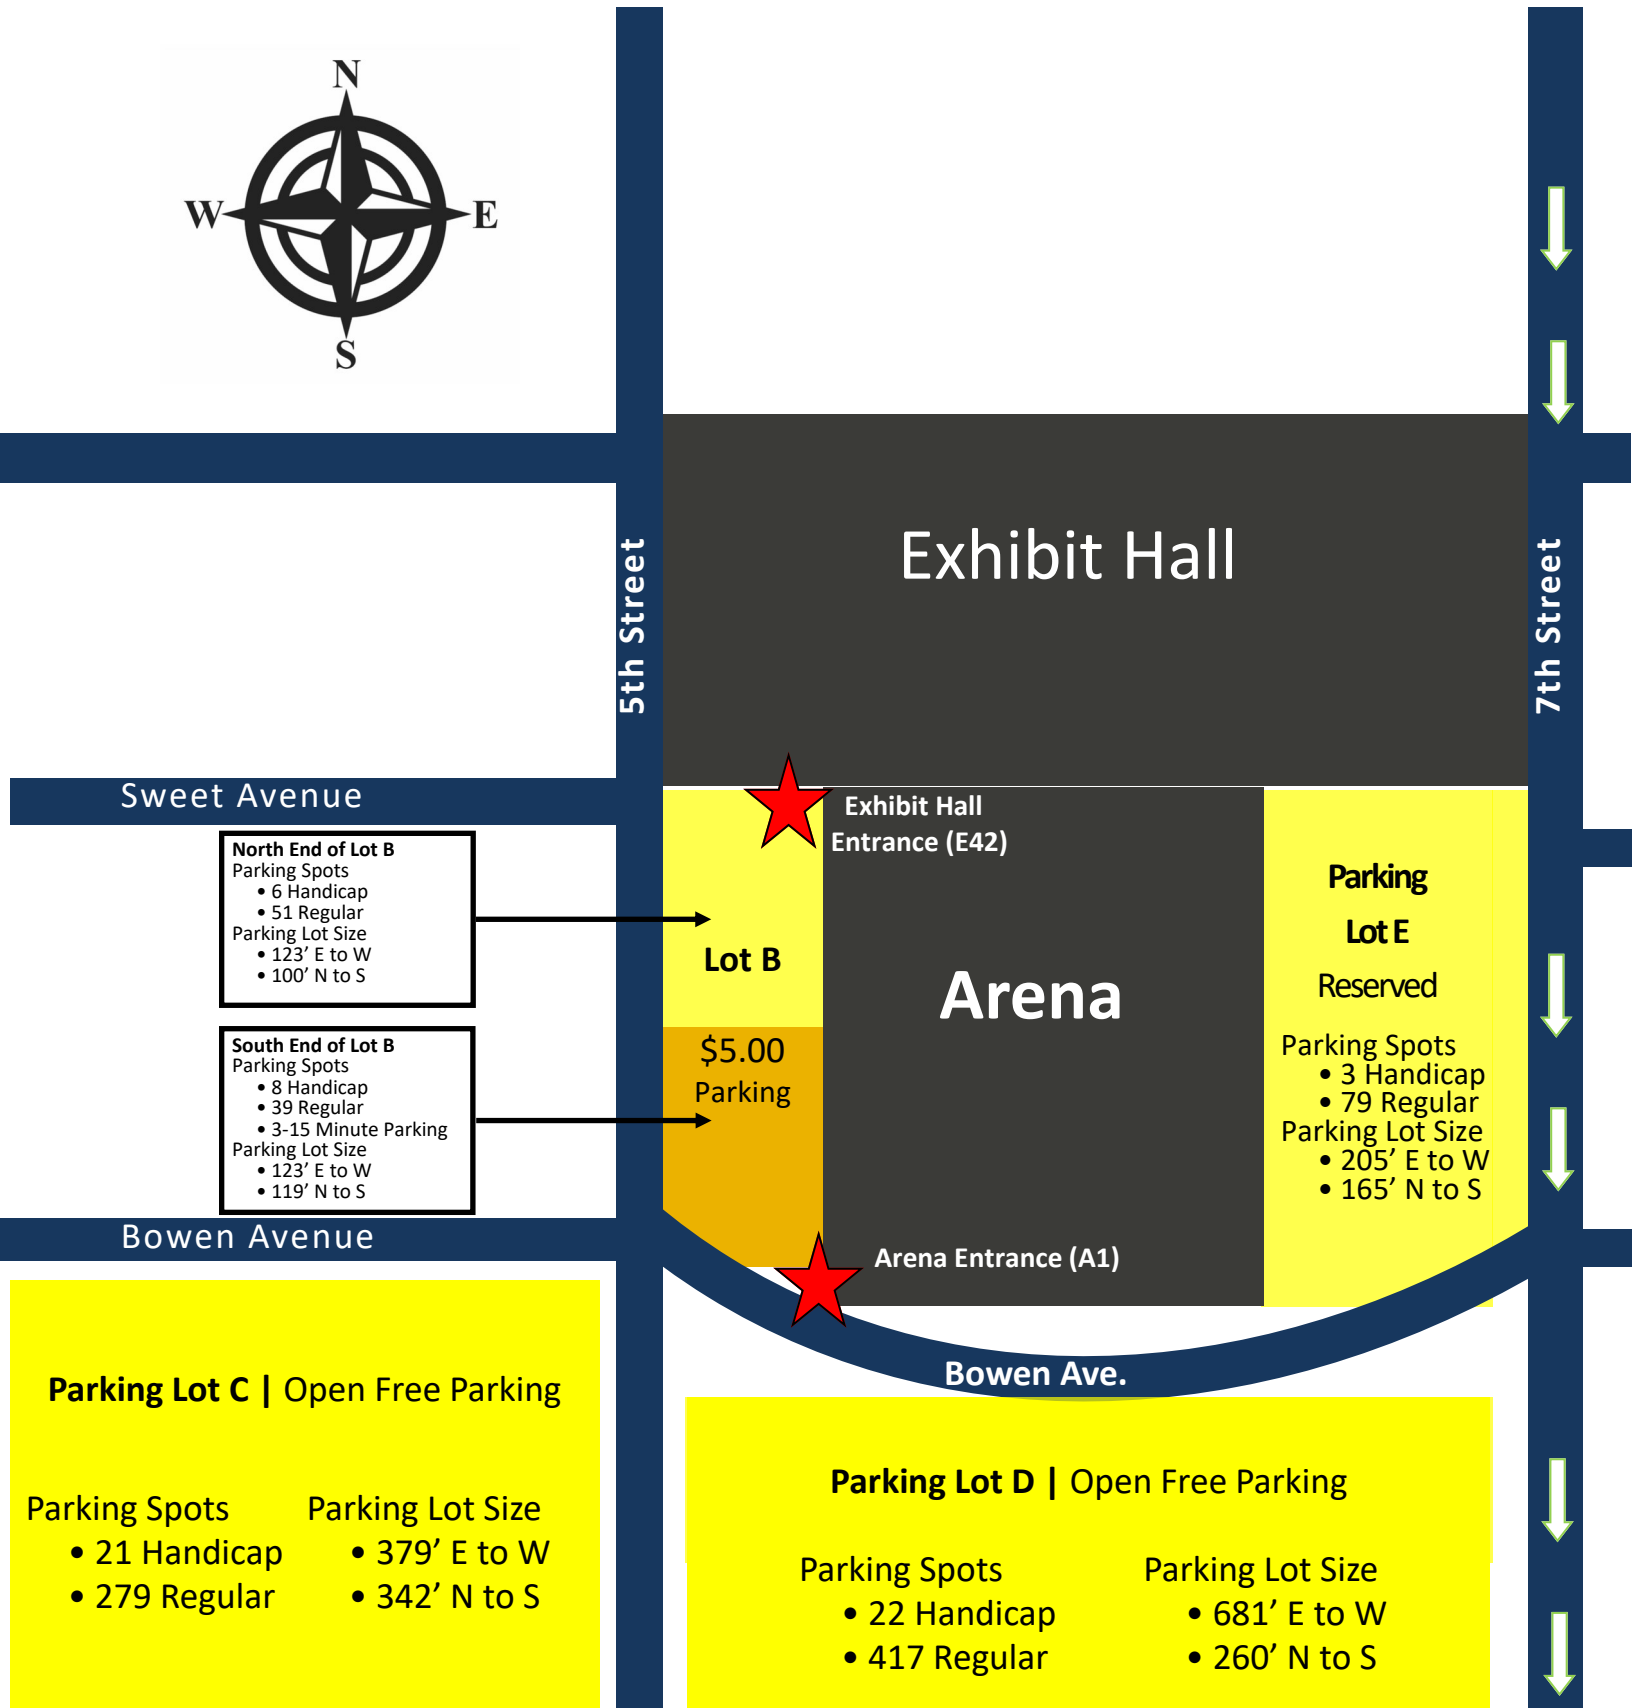 N
W
E
S
Exhibit Hall
5th Street
7th Street
Sweet Avenue
Exhibit Hall
Entrance (E42)
North End of Lot B
Parking Spots
• 6 Handicap
• 51 Regular
Parking Lot Size
• 123’ E to W
• 100’ N to S
Lot B
Arena
Parking
Lot E
Reserved
Parking Spots
• 3 Handicap
• 79 Regular
Parking Lot Size
• 205’ E to W
• 165’ N to S
South End of Lot B
Parking Spots
• 8 Handicap
• 39 Regular
• 3-15 Minute Parking
Parking Lot Size
• 123’ E to W
• 119’ N to S
$5.00
Parking
Bowen Avenue
Arena Entrance (A1)
Bowen Ave.
Parking Lot C | Open Free Parking
Parking Spots
• 21 Handicap
• 279 Regular
Parking Lot Size
• 379’ E to W
• 342’ N to S
Parking Lot D | Open Free Parking
Parking Spots
• 22 Handicap
• 417 Regular
Parking Lot Size
• 681’ E to W
• 260’ N to S